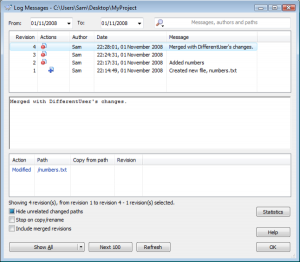 Log Messages - C:\Users\Sam\Desktop\MyProject
From: 01/11/2008 To: 01/11/2008 Messages, authors and paths
Revision Actions Author Date Message
4 Sam 22:28:01, 01 November 2008 Merged with DifferentUser's changes.
3 Sam 22:24:31, 01 November 2008
2 Sam 22:17:31, 01 November 2008 Added numbers
1 Sam 22:14:49, 01 November 2008 Created new file, numbers.txt
Merged with DifferentUser's changes.
Action Path Copy from path Revision
Modified /numbers.txt
Showing 4 revision(s), from revision 1 to revision 4 - 1 revision(s) selected.
Hide unrelated changed paths
Stop on copy/rename
Include merged revisions
Statistics
Help
Show All Next 100 Refresh OK